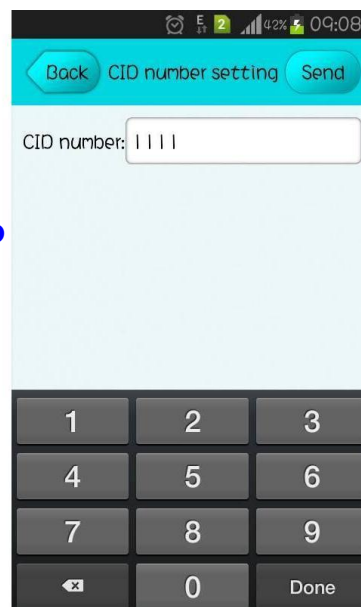 E 2 42% 09:08
Back CID number setting Send
CID number: 1111
1 2 3
4 5 6
7 8 9
0 Done